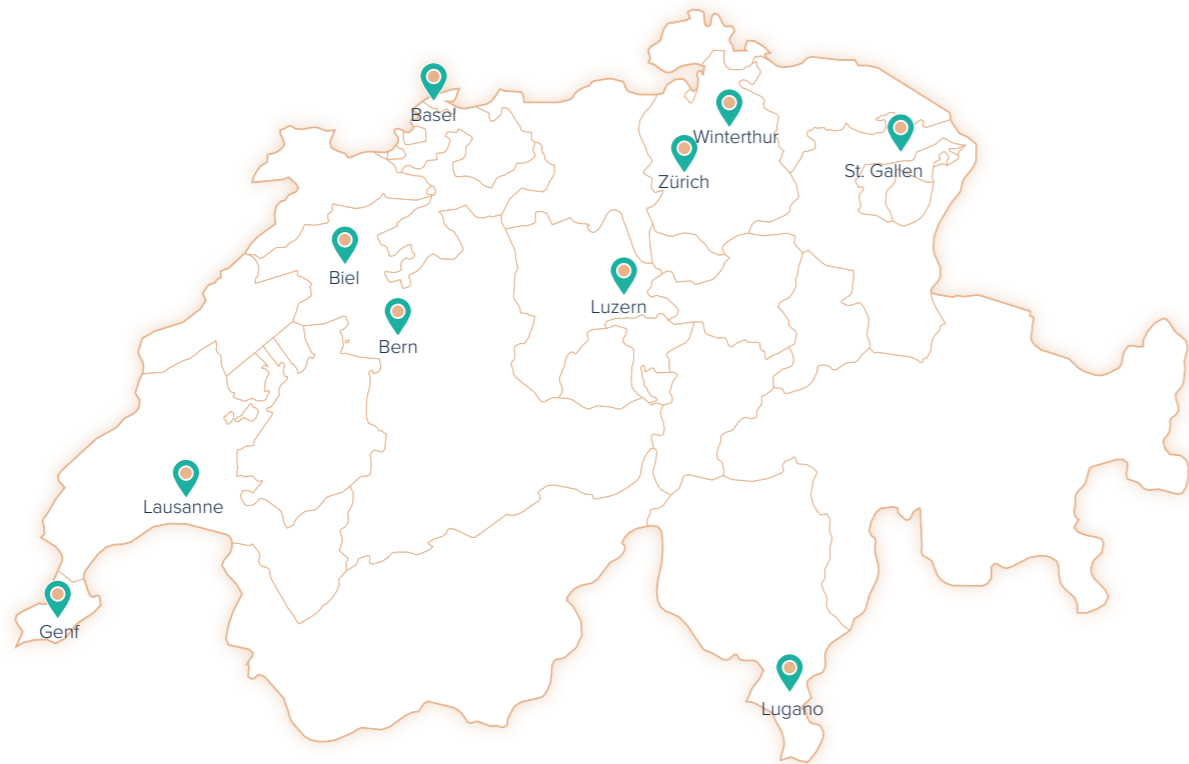 Basel
Winterthur
St. Gallen
Zürich
Biel
Luzern
Bern
Lausanne
Genf
Lugano